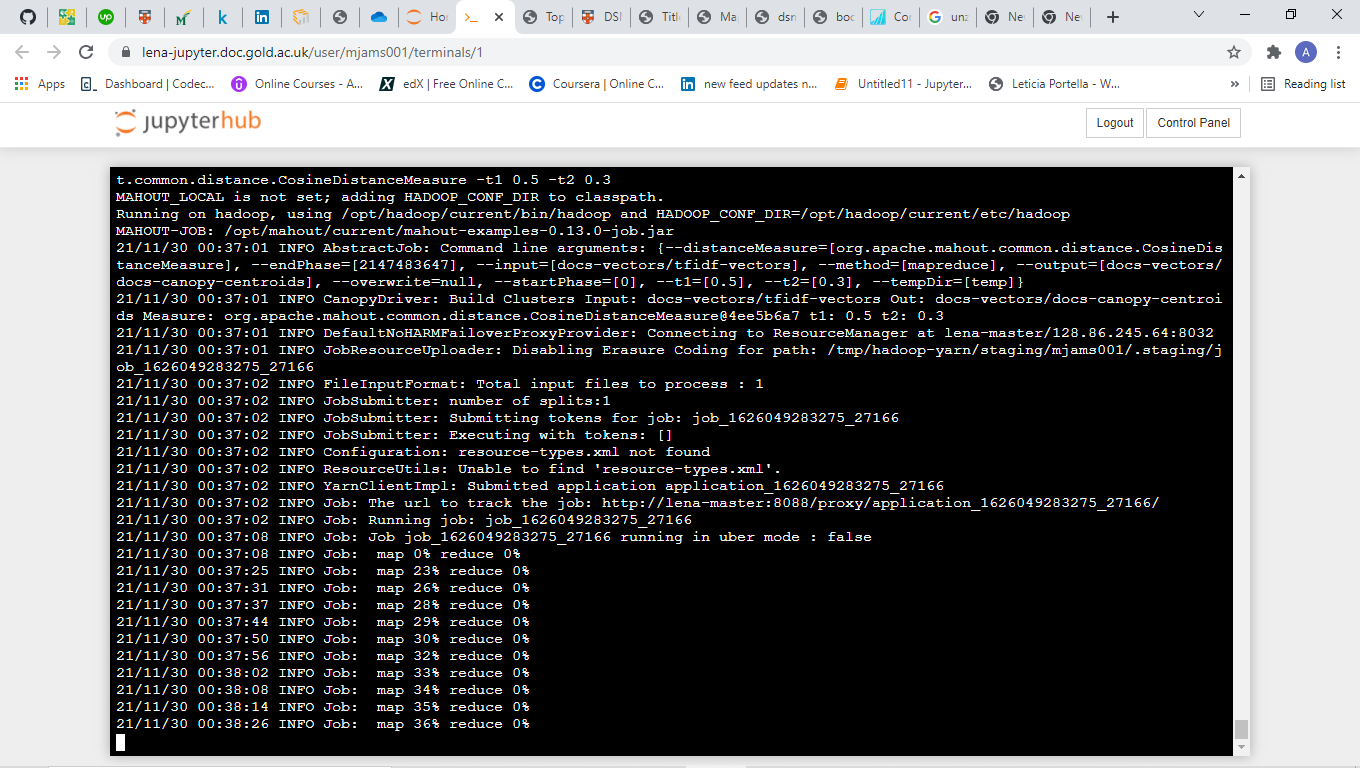 Ho
Top
DSM
Title
Ma
dsn
boo
Co
unz
Ne
Ne
lena-jupyter.doc.gold.ac.uk/user/mjams001/terminals/1
A
Apps
Dashboard | Codec...
Online Courses - A...
edX | Free Online C...
Coursera | Online C...
new feed updates n...
Untitled11 - Jupyter...
Leticia Portella - W...
»
Reading list
jupyterhub
Logout
Control Panel
t.common.distance.CosineDistanceMeasure -t1 0.5 -t2 0.3
MAHOUT_LOCAL is not set; adding HADOOP_CONF_DIR to classpath.
Running on hadoop, using /opt/hadoop/current/bin/hadoop and HADOOP_CONF_DIR=/opt/hadoop/current/etc/hadoop
MAHOUT-JOB: /opt/mahout/current/mahout-examples-0.13.0-job.jar
21/11/30 00:37:01 INFO AbstractJob: Command line arguments: {--distanceMeasure=[org.apache.mahout.common.distance.CosineDis
tanceMeasure], --endPhase=[2147483647], --input=[docs-vectors/tfidf-vectors], --method=[mapreduce], --output=[docs-vectors/
docs-canopy-centroids], --overwrite=null, --startPhase=[0], --t1=[0.5], --t2=[0.3], --tempDir=[temp]}
21/11/30 00:37:01 INFO CanopyDriver: Build Clusters Input: docs-vectors/tfidf-vectors Out: docs-vectors/docs-canopy-centroi
ds Measure: org.apache.mahout.common.distance.CosineDistanceMeasure@4ee5b6a7 t1: 0.5 t2: 0.3
21/11/30 00:37:01 INFO DefaultNoHARMFailoverProxyProvider: Connecting to ResourceManager at lena-master/128.86.245.64:8032
21/11/30 00:37:01 INFO JobResourceUploader: Disabling Erasure Coding for path: /tmp/hadoop-yarn/staging/mjams001/.staging/j
ob_1626049283275_27166
21/11/30 00:37:02 INFO FileInputFormat: Total input files to process : 1
21/11/30 00:37:02 INFO JobSubmitter: number of splits:1
21/11/30 00:37:02 INFO JobSubmitter: Submitting tokens for job: job_1626049283275_27166
21/11/30 00:37:02 INFO JobSubmitter: Executing with tokens: []
21/11/30 00:37:02 INFO Configuration: resource-types.xml not found
21/11/30 00:37:02 INFO ResourceUtils: Unable to find 'resource-types.xml'.
21/11/30 00:37:02 INFO YarnClientImpl: Submitted application application_1626049283275_27166
21/11/30 00:37:02 INFO Job: The url to track the job: http://lena-master:8088/proxy/application_1626049283275_27166/
21/11/30 00:37:02 INFO Job: Running job: job_1626049283275_27166
21/11/30 00:37:08 INFO Job: Job job_1626049283275_27166 running in uber mode : false
21/11/30 00:37:08 INFO Job:  map 0% reduce 0%
21/11/30 00:37:25 INFO Job:  map 23% reduce 0%
21/11/30 00:37:31 INFO Job:  map 26% reduce 0%
21/11/30 00:37:37 INFO Job:  map 28% reduce 0%
21/11/30 00:37:44 INFO Job:  map 29% reduce 0%
21/11/30 00:37:50 INFO Job:  map 30% reduce 0%
21/11/30 00:37:56 INFO Job:  map 32% reduce 0%
21/11/30 00:38:02 INFO Job:  map 33% reduce 0%
21/11/30 00:38:08 INFO Job:  map 34% reduce 0%
21/11/30 00:38:14 INFO Job:  map 35% reduce 0%
21/11/30 00:38:26 INFO Job:  map 36% reduce 0%